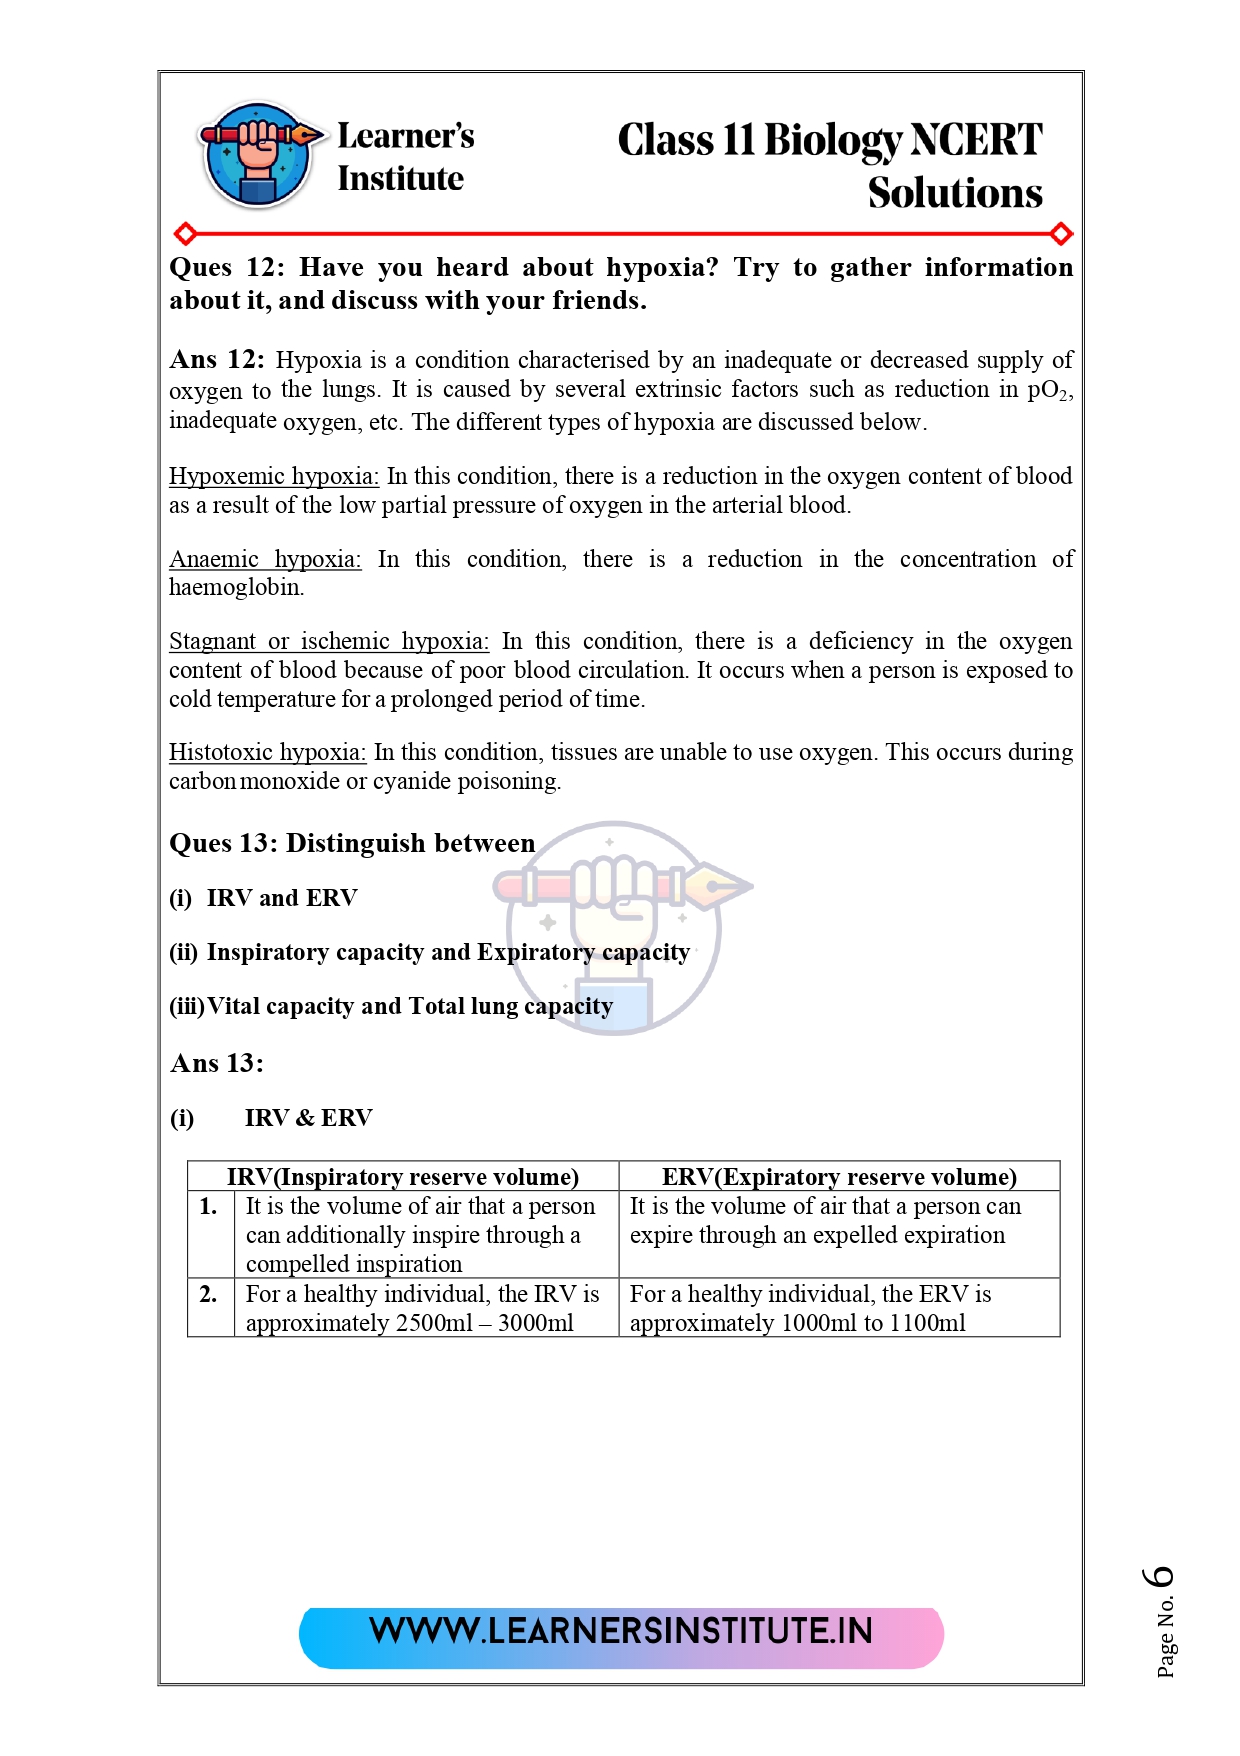 Learner's
Institute
Class 11 Biology NCERT
Solutions
Ques 12: Have you heard about hypoxia? Try to gather information
about it, and discuss with your friends.
Ans 12: Hypoxia is a condition characterised by an inadequate or decreased supply of
oxygen to the lungs. It is caused by several extrinsic factors such as reduction in pO₂,
inadequate oxygen, etc. The different types of hypoxia are discussed below.
Hypoxemic hypoxia: In this condition, there is a reduction in the oxygen content of blood
as a result of the low partial pressure of oxygen in the arterial blood.
Anaemic hypoxia: In this condition, there is a reduction in the concentration of
haemoglobin.
Stagnant or ischemic hypoxia: In this condition, there is a deficiency in the oxygen
content of blood because of poor blood circulation. It occurs when a person is exposed to
cold temperature for a prolonged period of time.
Histotoxic hypoxia: In this condition, tissues are unable to use oxygen. This occurs during
carbon monoxide or cyanide poisoning.
Ques 13: Distinguish between
(i) IRV and ERV
(ii) Inspiratory capacity and Expiratory capacity
(iii) Vital capacity and Total lung capacity
Ans 13:
(i) IRV & ERV
IRV(Inspiratory reserve volume) ERV(Expiratory reserve volume)
1. It is the volume of air that a person
can additionally inspire through a
compelled inspiration
It is the volume of air that a person can
expire through an expelled expiration
2. For a healthy individual, the IRV is
approximately 2500ml – 3000ml
For a healthy individual, the ERV is
approximately 1000ml to 1100ml
WWW.LEARNERSINSTITUTE.IN
Page No. 6